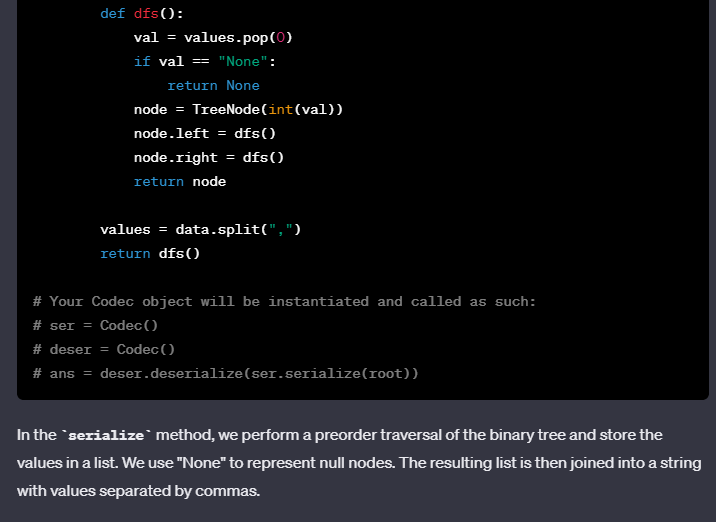 def dfs():
val = values.pop(0)
if val == "None":
return None
node = TreeNode(int(val))
node.left = dfs()
node.right = dfs()
return node
values = data.split(",")
return dfs()
# Your Codec object will be instantiated and called as such:
# ser = Codec()
# deser = Codec()
# ans = deser.deserialize(ser.serialize(root))
In the `serialize` method, we perform a preorder traversal of the binary tree and store the
values in a list. We use "None" to represent null nodes. The resulting list is then joined into a string
with values separated by commas.